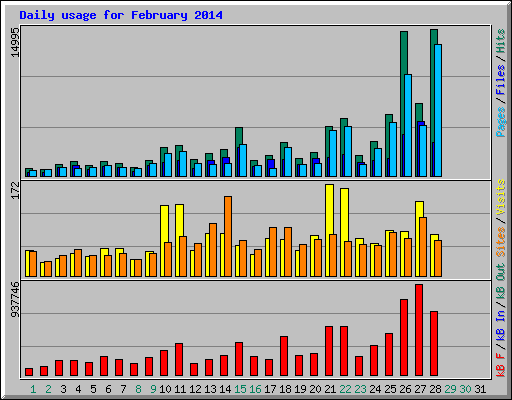 Daily usage for February 2014
14995
Pages / Files / Hits
172
Sites / Visits
937746
kB F / kB In / kB Out
1 2 3 4 5 6 7 8 9 10 11 12 13 14 15 16 17 18 19 20 21 22 23 24 25 26 27 28 29 30 31